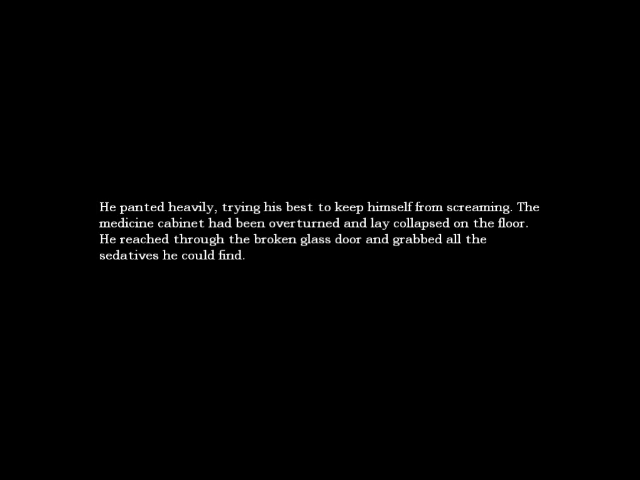 He panted heavily, trying his best to keep himself from screaming. The
medicine cabinet had been overturned and lay collapsed on the floor.
He reached through the broken glass door and grabbed all the
sedatives he could find.